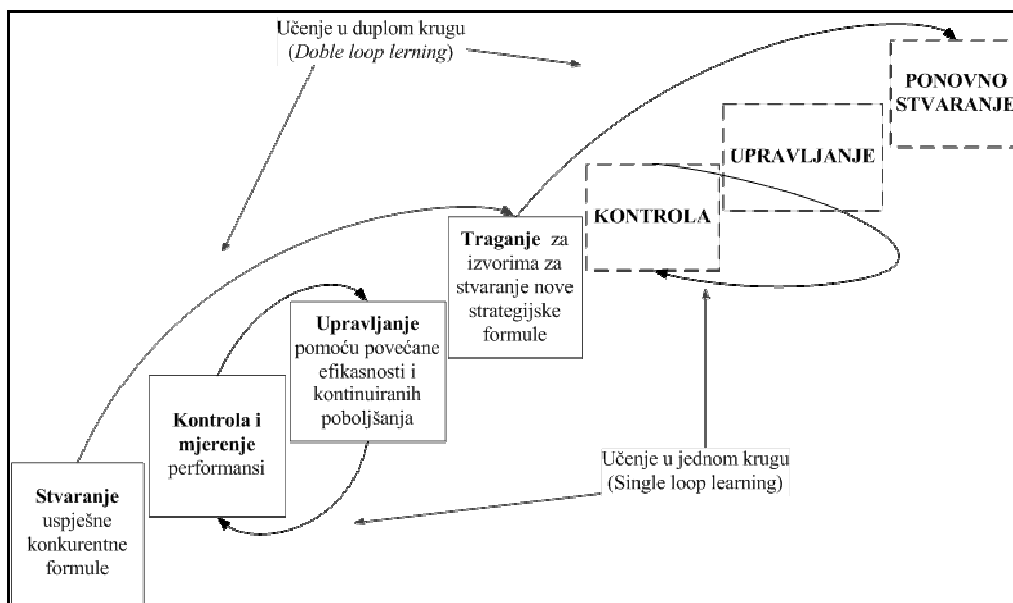 Učenje u duplom krugu
(Doble loop lerning)
PONOVNO
STVARANJE
UPRAVLJANJE
KONTROLA
Traganje za
izvorima za
stvaranje nove
strategijske
formule
Upravljanje
pomoću povećane
efikasnosti i
kontinuiranih
poboljšanja
Kontrola i
mjerenje
performansi
Stvaranje
uspješne
konkurentne
formule
Učenje u jednom krugu
(Single loop learning)